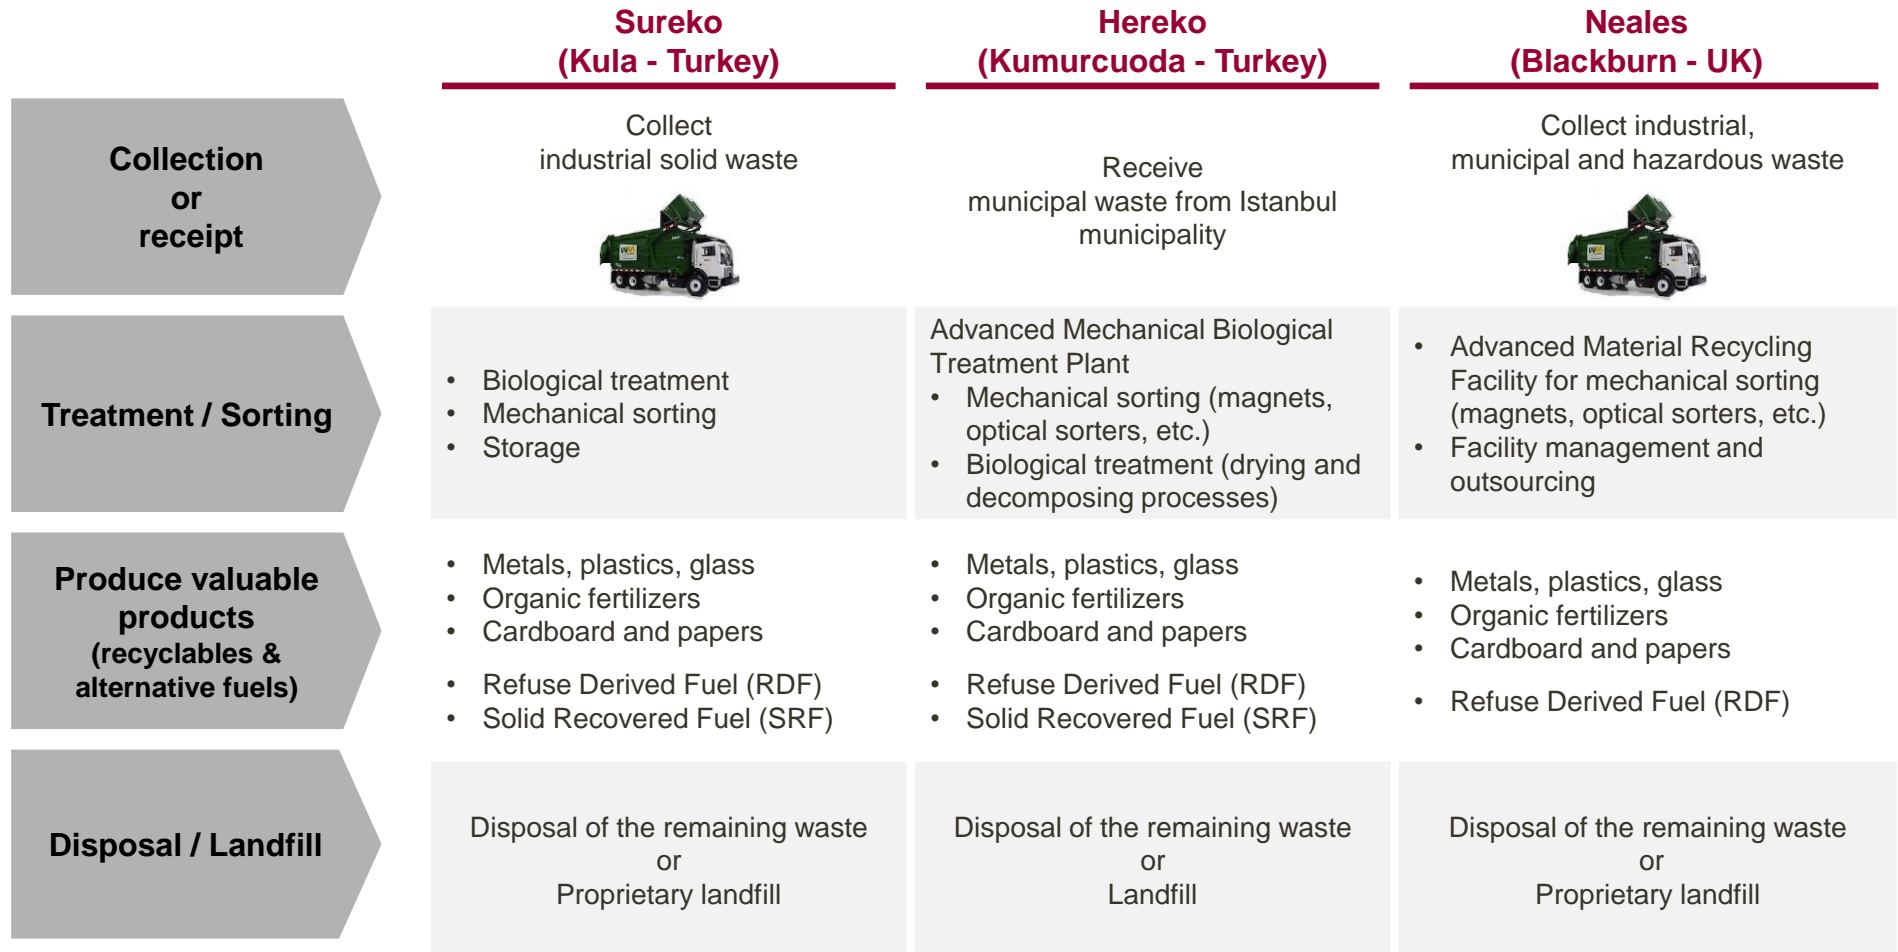 Sureko
(Kula - Turkey)
Hereko
(Kumurcuoda - Turkey)
Neales
(Blackburn - UK)
Collection
or
receipt
Collect
industrial solid waste
Receive
municipal waste from Istanbul
municipality
Collect industrial,
municipal and hazardous waste
Treatment / Sorting
• Biological treatment
• Mechanical sorting
• Storage
Advanced Mechanical Biological
Treatment Plant
• Mechanical sorting (magnets,
optical sorters, etc.)
• Biological treatment (drying and
decomposing processes)
• Advanced Material Recycling
Facility for mechanical sorting
(magnets, optical sorters, etc.)
• Facility management and
outsourcing
Produce valuable
products
(recyclables &
alternative fuels)
• Metals, plastics, glass
• Organic fertilizers
• Cardboard and papers
• Refuse Derived Fuel (RDF)
• Solid Recovered Fuel (SRF)
• Metals, plastics, glass
• Organic fertilizers
• Cardboard and papers
• Refuse Derived Fuel (RDF)
• Solid Recovered Fuel (SRF)
• Metals, plastics, glass
• Organic fertilizers
• Cardboard and papers
• Refuse Derived Fuel (RDF)
Disposal / Landfill
Disposal of the remaining waste
or
Proprietary landfill
Disposal of the remaining waste
or
Landfill
Disposal of the remaining waste
or
Proprietary landfill